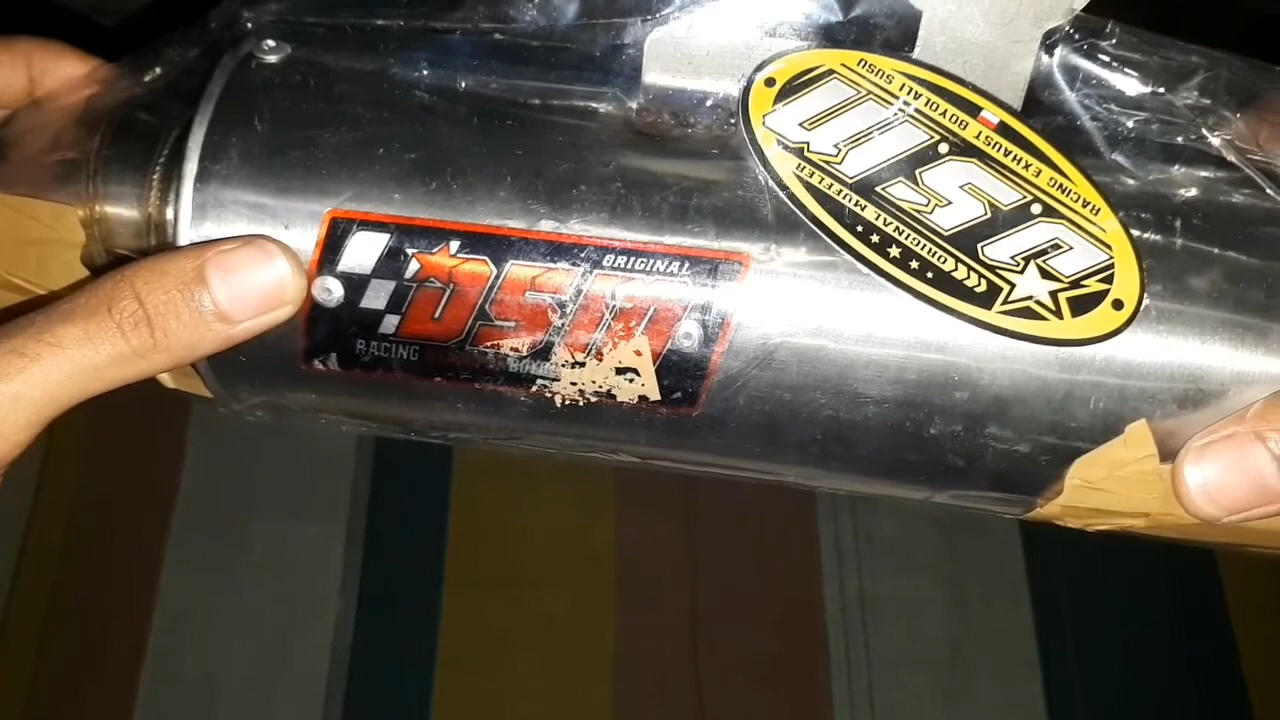 ORIGINAL
DSM
RACING
RACING EXHAUST BOYOLALI SUSU
DSM
ORIGINAL MUFFELER